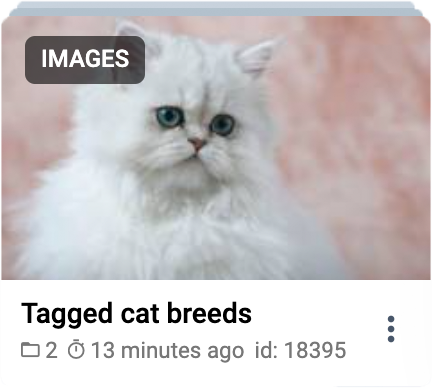 IMAGES
Tagged cat breeds
2 13 minutes ago id: 18395